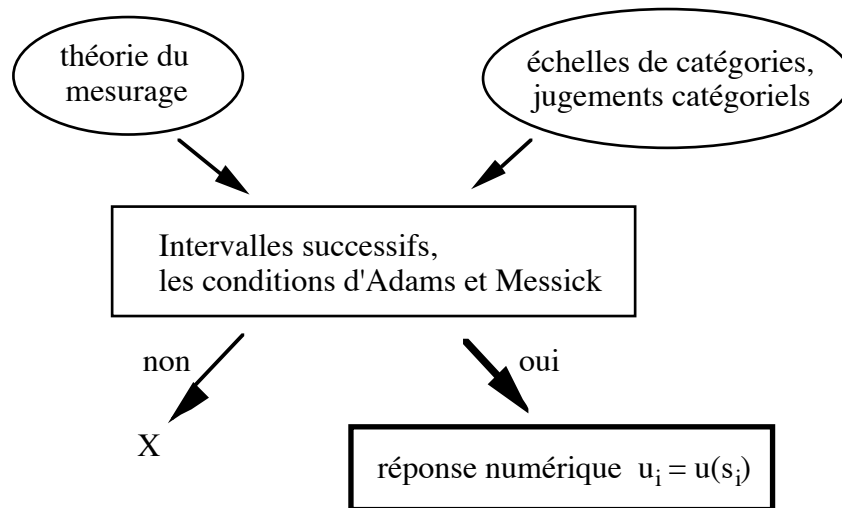 théorie du
mesurage
échelles de catégories,
jugements catégoriels
Intervalles successifs,
les conditions d'Adams et Messick
non
oui
X
réponse numérique u_i = u(s_i)